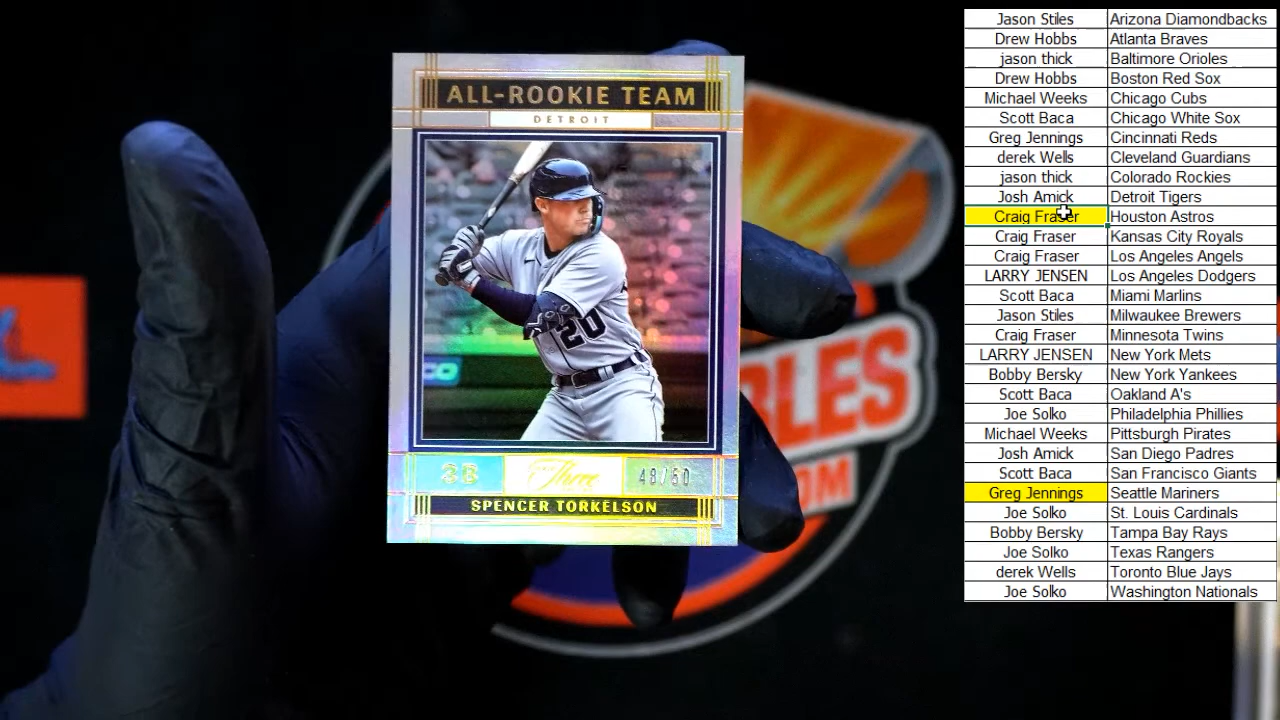 ALL-ROOKIE TEAM
DETROIT
20
3B
Three
48/50
SPENCER TORKELSON
BLES
OM
Jason Stiles Arizona Diamondbacks
Drew Hobbs Atlanta Braves
jason thick Baltimore Orioles
Drew Hobbs Boston Red Sox
Michael Weeks Chicago Cubs
Scott Baca Chicago White Sox
Greg Jennings Cincinnati Reds
derek Wells Cleveland Guardians
jason thick Colorado Rockies
Josh Amick Detroit Tigers
Craig Fraser Houston Astros
Craig Fraser Kansas City Royals
Craig Fraser Los Angeles Angels
LARRY JENSEN Los Angeles Dodgers
Scott Baca Miami Marlins
Jason Stiles Milwaukee Brewers
Craig Fraser Minnesota Twins
LARRY JENSEN New York Mets
Bobby Bersky New York Yankees
Scott Baca Oakland A's
Joe Solko Philadelphia Phillies
Michael Weeks Pittsburgh Pirates
Josh Amick San Diego Padres
Scott Baca San Francisco Giants
Greg Jennings Seattle Mariners
Joe Solko St. Louis Cardinals
Bobby Bersky Tampa Bay Rays
Joe Solko Texas Rangers
derek Wells Toronto Blue Jays
Joe Solko Washington Nationals